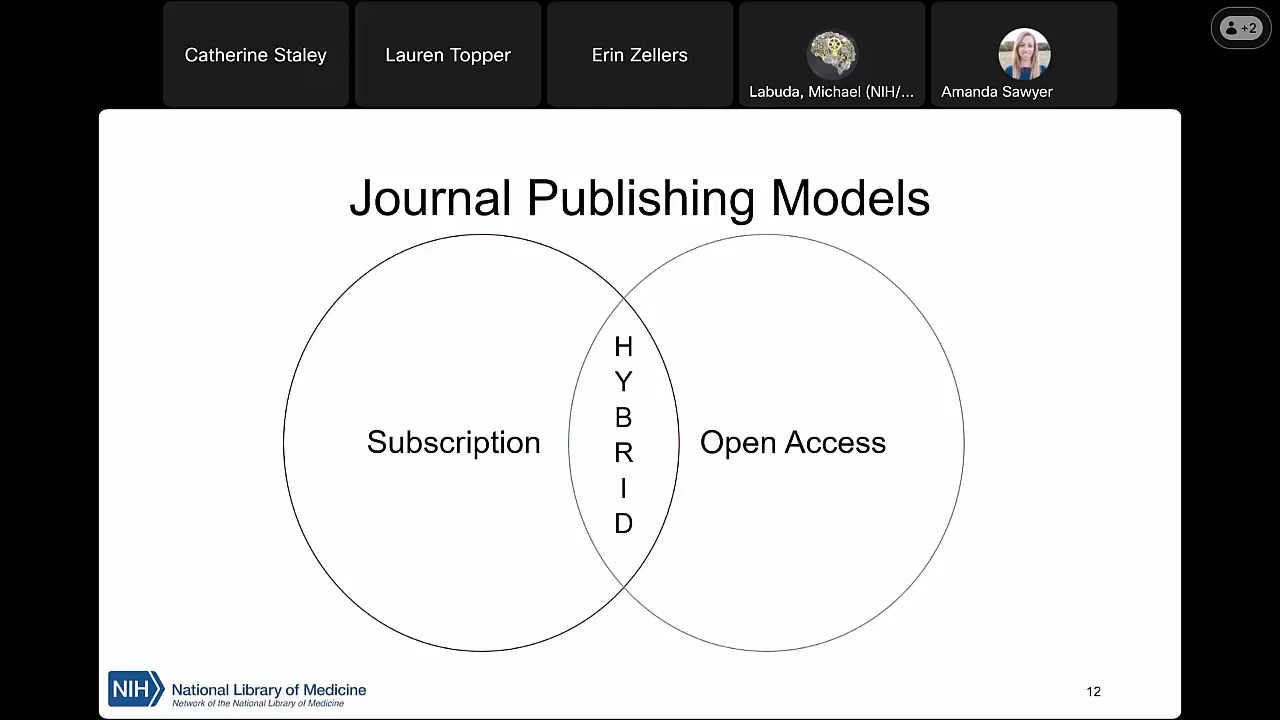 Catherine Staley
Lauren Topper
Erin Zellers
Labuda, Michael (NIH/...
Amanda Sawyer
+2
Journal Publishing Models
Subscription
H
Y
B
R
I
D
Open Access
NIH
National Library of Medicine
Network of the National Library of Medicine
12